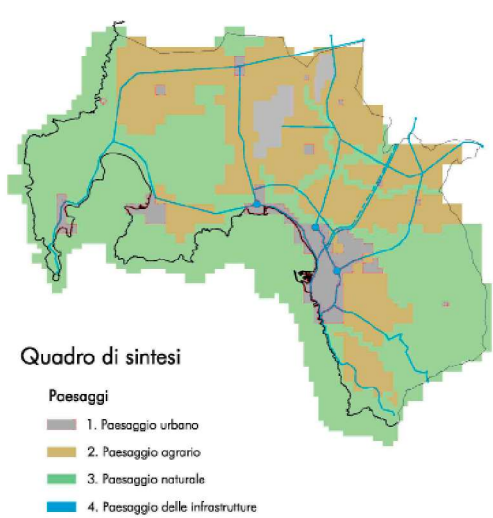 Quadro di sintesi
Paesaggi
1. Paesaggio urbano
2. Paesaggio agrario
3. Paesaggio naturale
4. Paesaggio delle infrastrutture